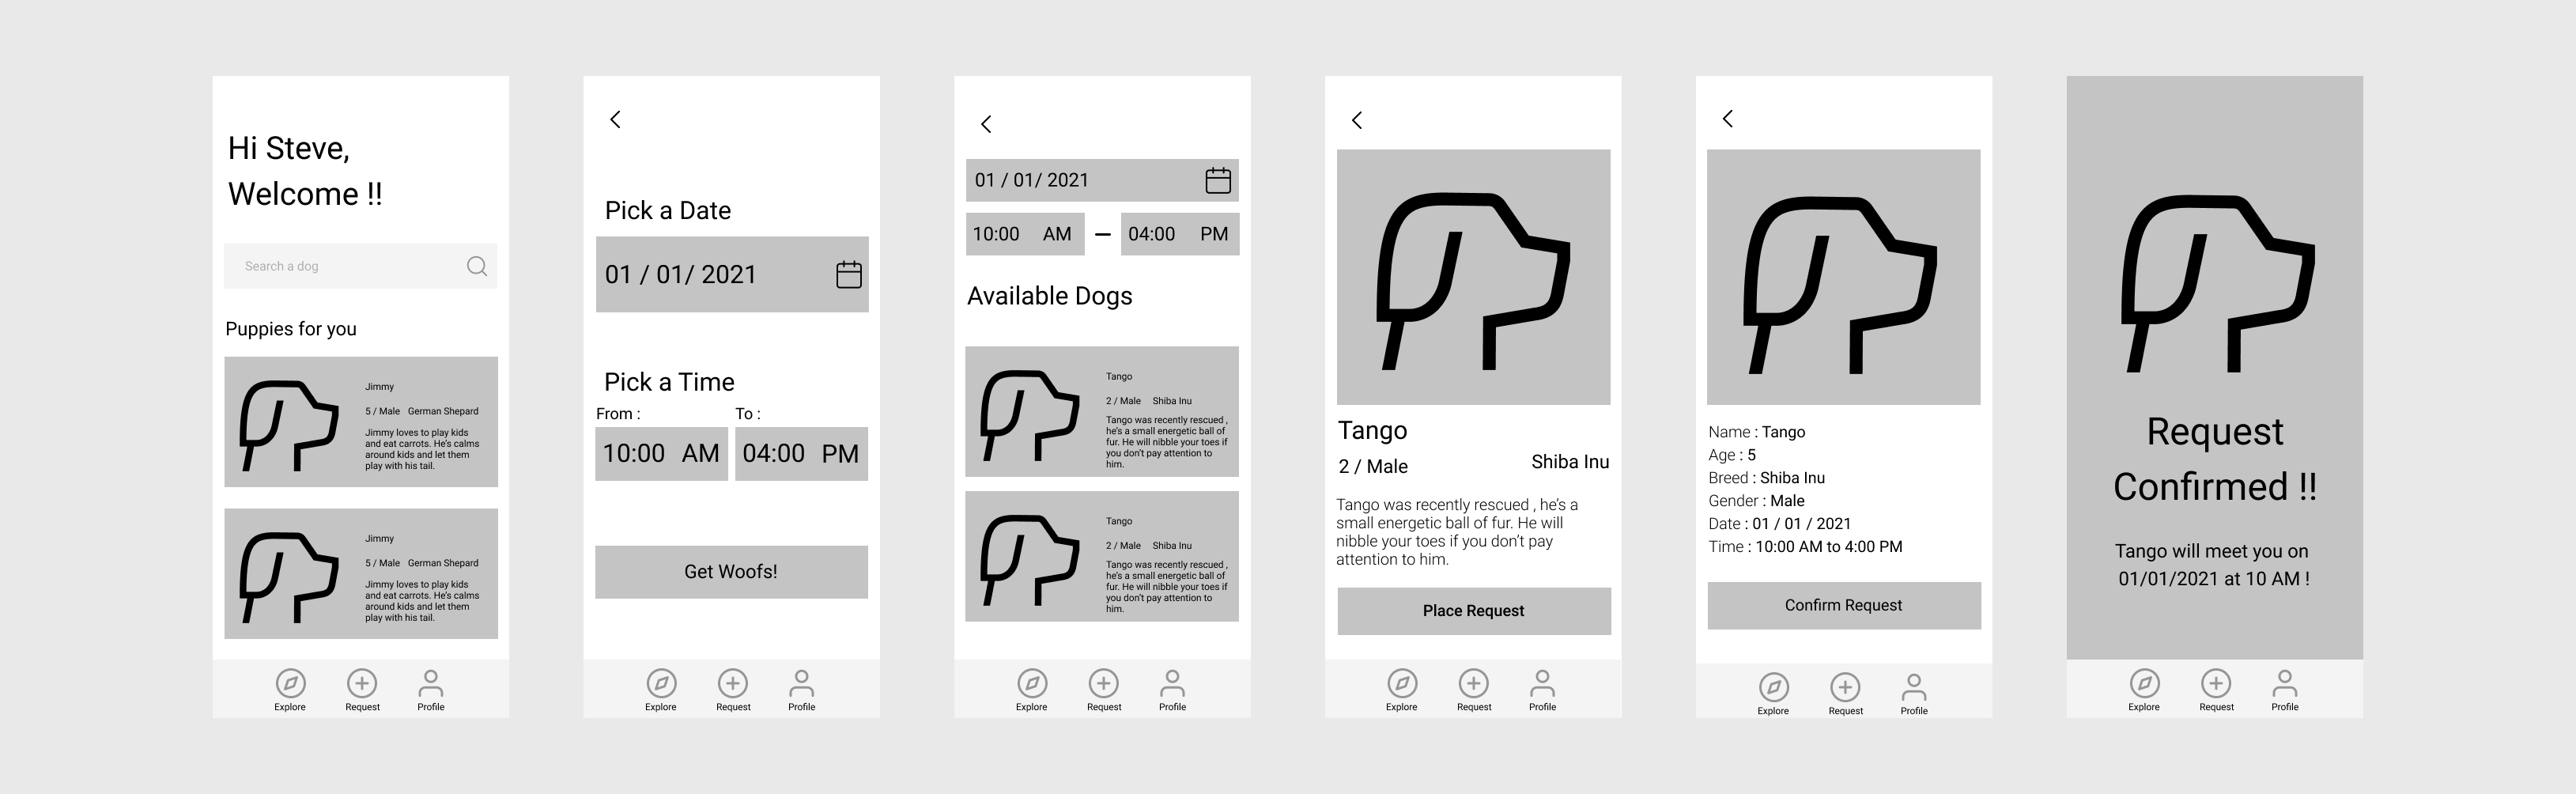 Hi Steve,
Welcome !!
Search a dog
Puppies for you
Jimmy
5 / Male German Shepard
Jimmy loves to play kids
and eat carrots. He's calms
around kids and let them
play with his tail.
Jimmy
5 / Male German Shepard
Jimmy loves to play kids
and eat carrots. He's calms
around kids and let them
play with his tail.
Explore Request Profile
Pick a Date
01 / 01/ 2021
Pick a Time
From : To :
10:00 AM 04:00 PM
Get Woofs!
Explore Request Profile
01 / 01/ 2021
10:00 AM – 04:00 PM
Available Dogs
Tango
2 / Male Shiba Inu
Tango was recently rescued ,
he's a small energetic ball of
fur. He will nibble your toes if
you don't pay attention to
him.
Tango
2 / Male Shiba Inu
Tango was recently rescued ,
he's a small energetic ball of
fur. He will nibble your toes if
you don't pay attention to
him.
Explore Request Profile
Tango
2 / Male Shiba Inu
Tango was recently rescued , he's a
small energetic ball of fur. He will
nibble your toes if you don't pay
attention to him.
Place Request
Explore Request Profile
Name : Tango
Age : 5
Breed : Shiba Inu
Gender : Male
Date : 01 / 01 / 2021
Time : 10:00 AM to 4:00 PM
Confirm Request
Explore Request Profile
Request
Confirmed !!
Tango will meet you on
01/01/2021 at 10 AM !
Explore Request Profile